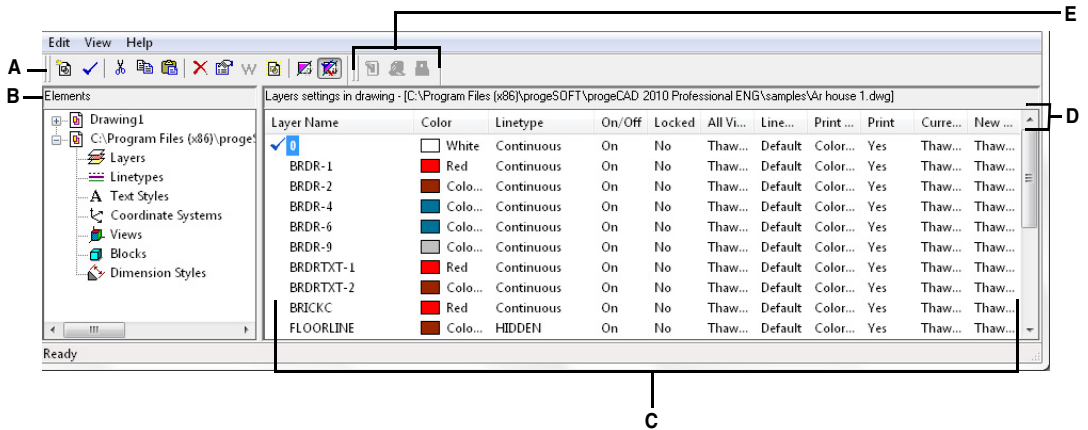 E
Edit View Help
A
B
Elements
Layers settings in drawing - [C:\Program Files (x86)\progeSOFT\progeCAD 2010 Professional ENG\samples\Ar house 1.dwg]
D
Drawing1
C:\Program Files (x86)\progeS
Layers
Linetypes
A Text Styles
Coordinate Systems
Views
Blocks
Dimension Styles
Layer Name Color Linetype On/Off Locked All Vi... Line... Print ... Print Curre... New ...
0 White Continuous On No Thaw... Default Color... Yes Thaw... Thaw...
BRDR-1 Red Continuous On No Thaw... Default Color... Yes Thaw... Thaw...
BRDR-2 Colo... Continuous On No Thaw... Default Color... Yes Thaw... Thaw...
BRDR-4 Colo... Continuous On No Thaw... Default Color... Yes Thaw... Thaw...
BRDR-6 Colo... Continuous On No Thaw... Default Color... Yes Thaw... Thaw...
BRDR-9 Colo... Continuous On No Thaw... Default Color... Yes Thaw... Thaw...
BRDRTXT-1 Red Continuous On No Thaw... Default Color... Yes Thaw... Thaw...
BRDRTXT-2 Colo... Continuous On No Thaw... Default Color... Yes Thaw... Thaw...
BRICKC Red Continuous On No Thaw... Default Color... Yes Thaw... Thaw...
FLOORLINE Colo... HIDDEN On No Thaw... Default Color... Yes Thaw... Thaw...
Ready
C